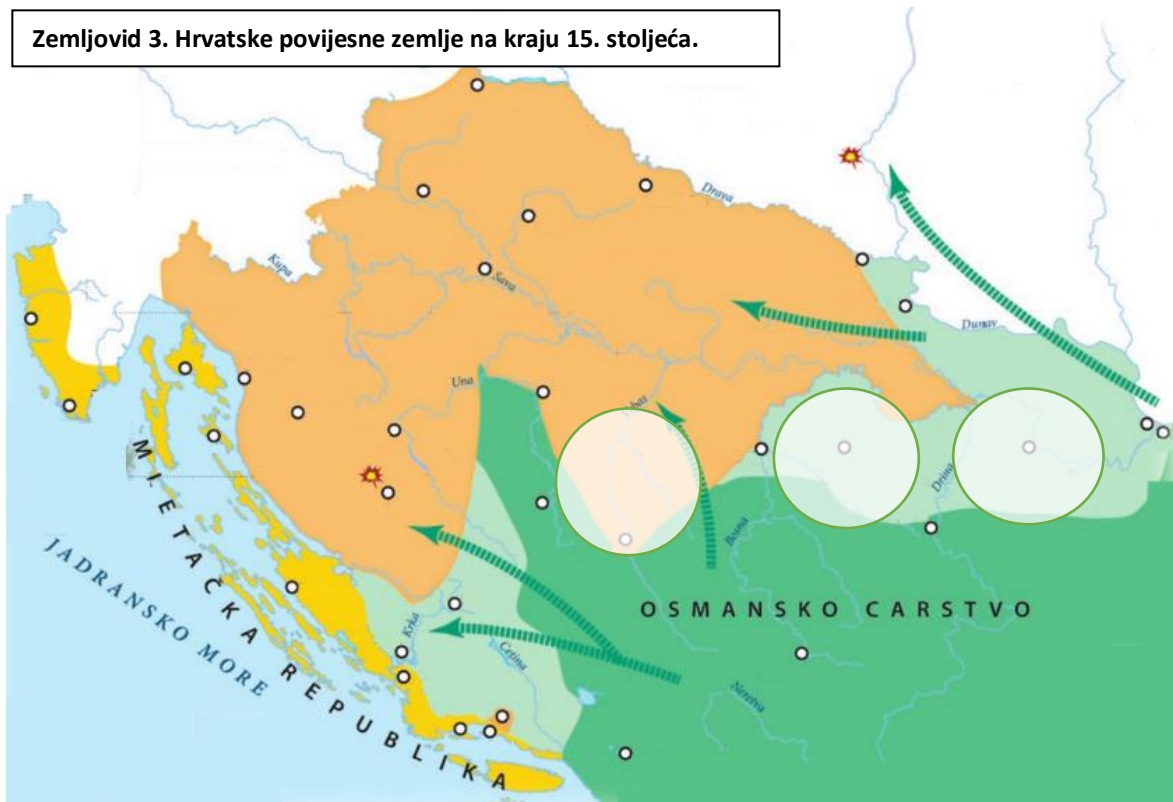 Zemljovid 3. Hrvatske povijesne zemlje na kraju 15. stoljeća.
Drava
Kupa
Sava
Dunav
Una
bas
Drina
Bosna
OSMANSKO CARSTVO
Krka
Cetina
Neretva
JADRANSKO MORE
MLETAČKA REPUBLIKA